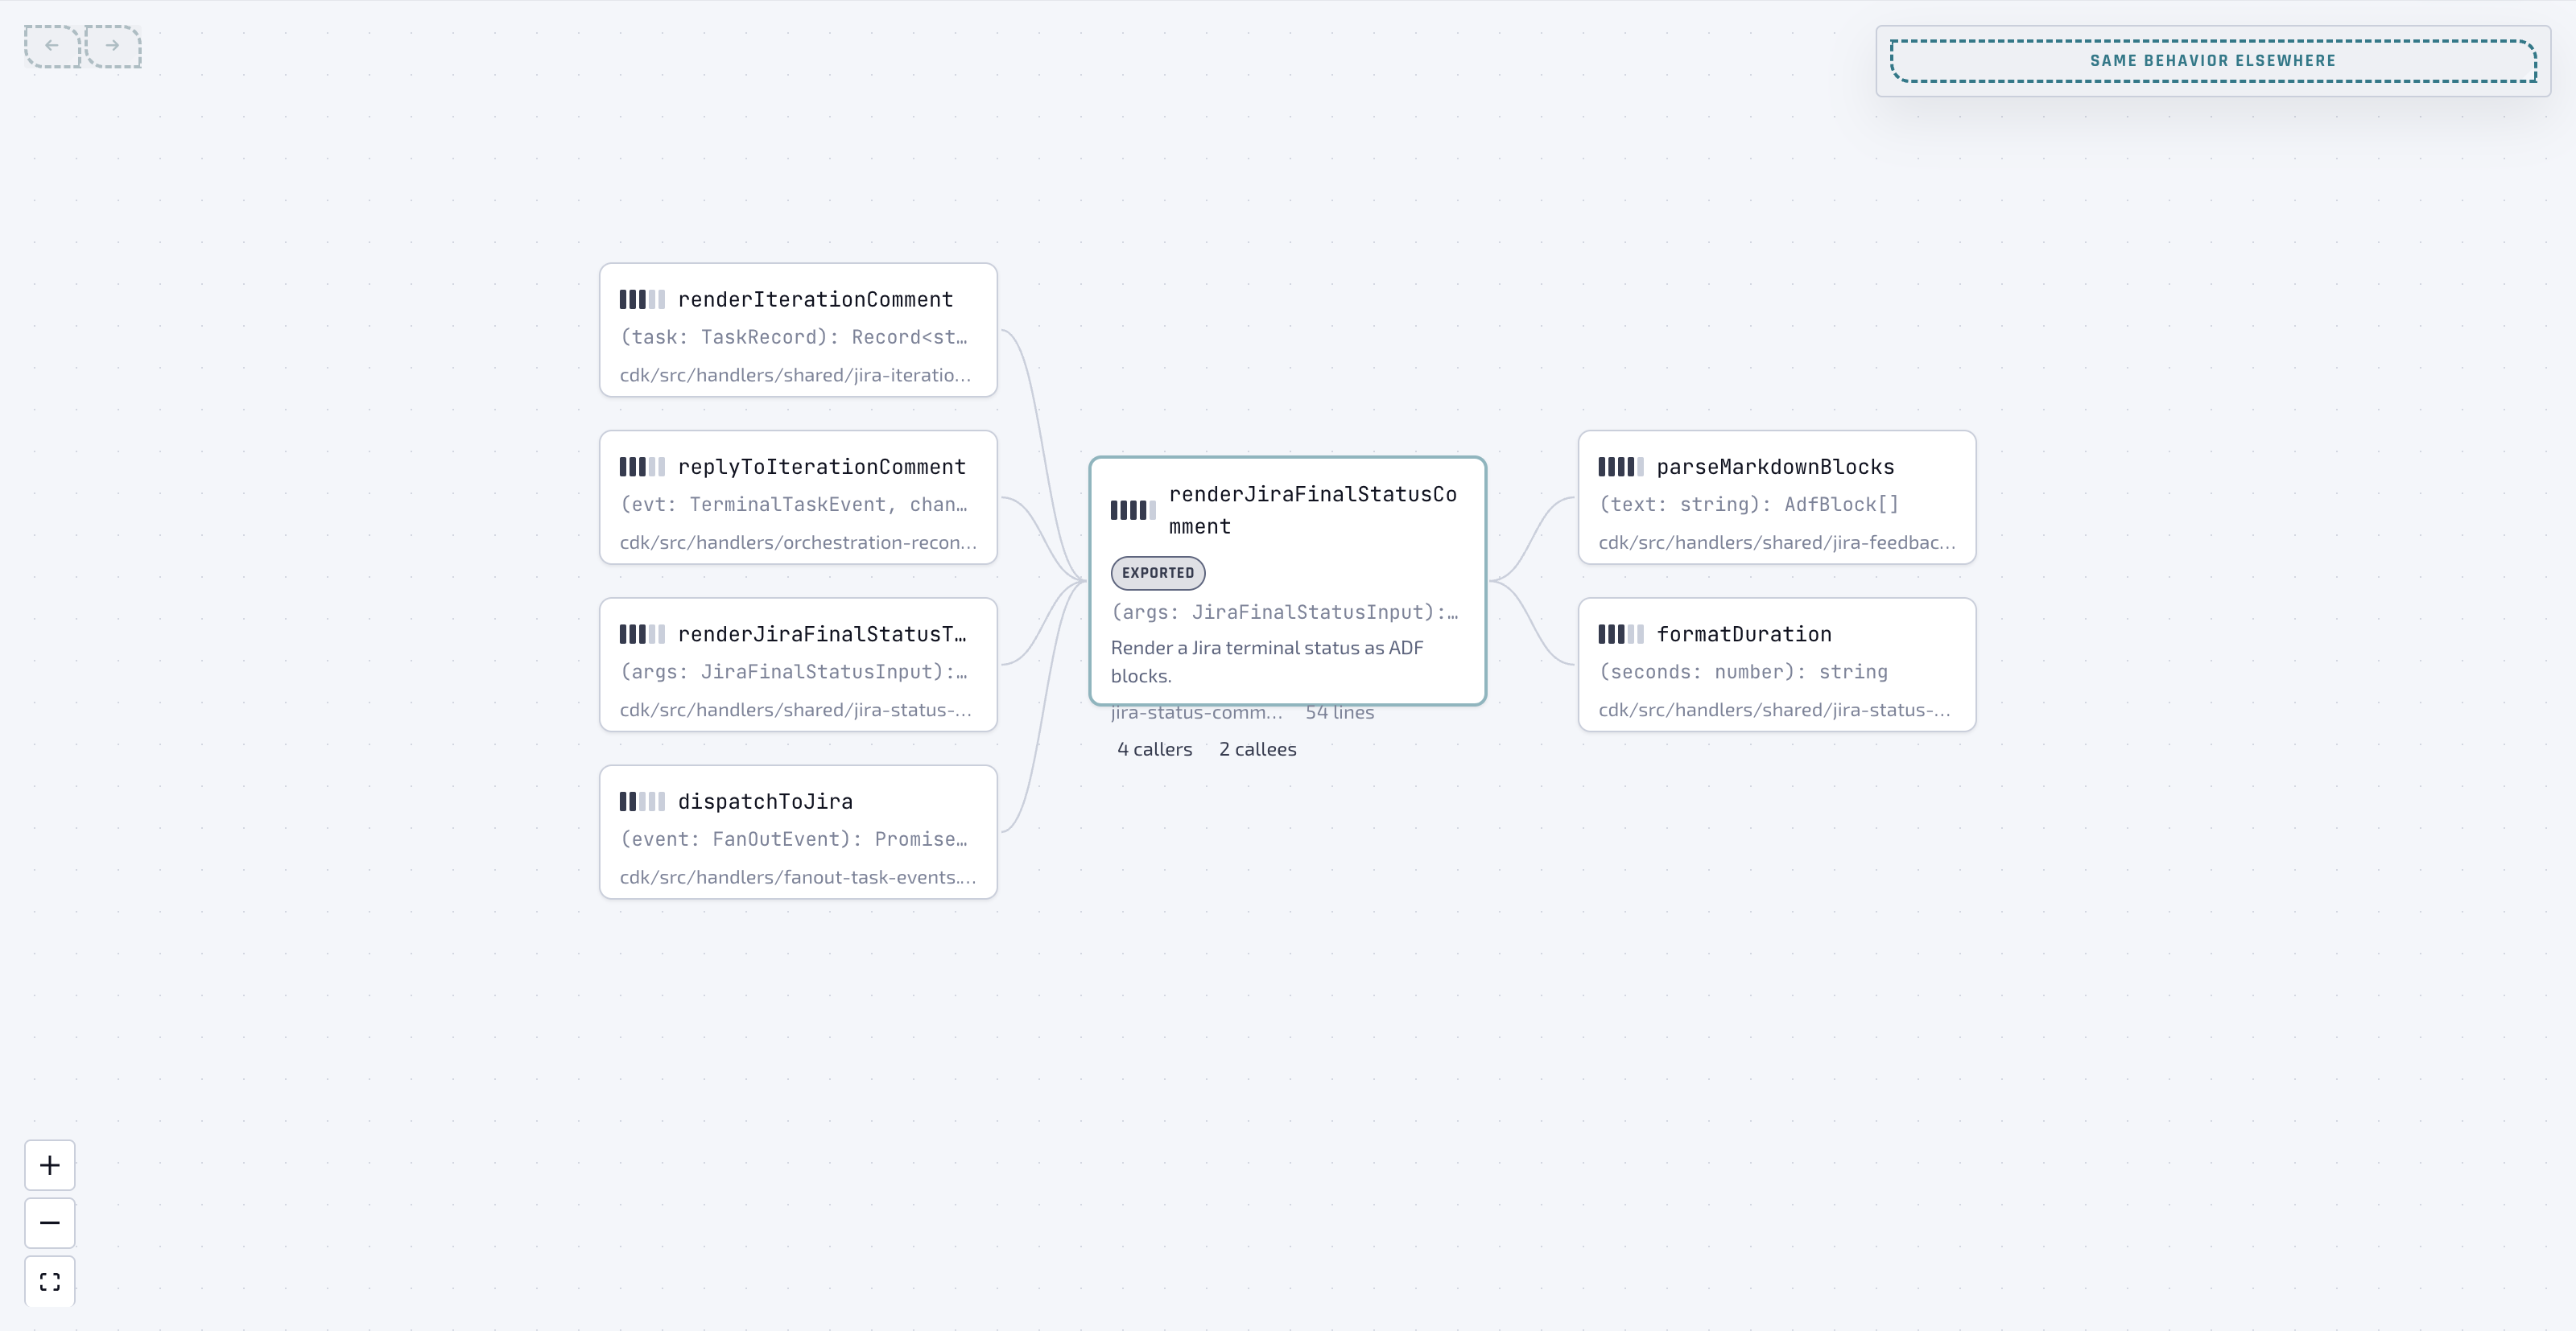 ← →
SAME BEHAVIOR ELSEWHERE
renderIterationComment
(task: TaskRecord): Record<st…
cdk/src/handlers/shared/jira-iteratio…
replyToIterationComment
(evt: TerminalTaskEvent, chan…
cdk/src/handlers/orchestration-recon…
renderJiraFinalStatusT…
(args: JiraFinalStatusInput):…
cdk/src/handlers/shared/jira-status-…
dispatchToJira
(event: FanOutEvent): Promise…
cdk/src/handlers/fanout-task-events.…
renderJiraFinalStatusCo
mment
EXPORTED
(args: JiraFinalStatusInput):…
Render a Jira terminal status as ADF
blocks.
jira-status-comm… 54 lines
4 callers 2 callees
parseMarkdownBlocks
(text: string): AdfBlock[]
cdk/src/handlers/shared/jira-feedbac…
formatDuration
(seconds: number): string
cdk/src/handlers/shared/jira-status-…